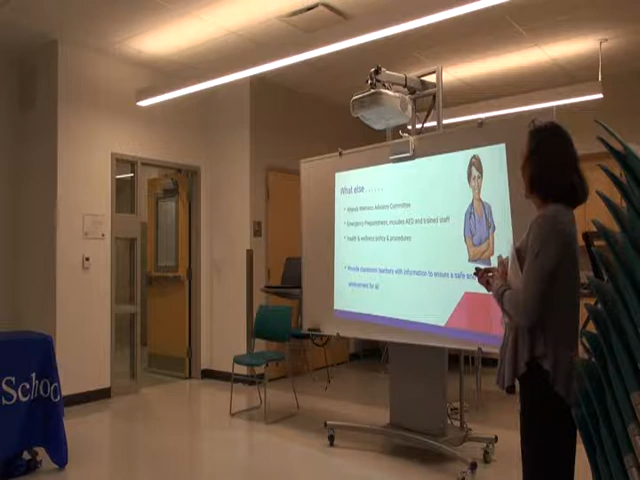 What else . . . . . .
Wellness Advisory Committee
Emergency Preparedness, includes AED and trained staff
Health & wellness policy & procedures
Provide classroom teachers with information to ensure a safe
environment for all
School